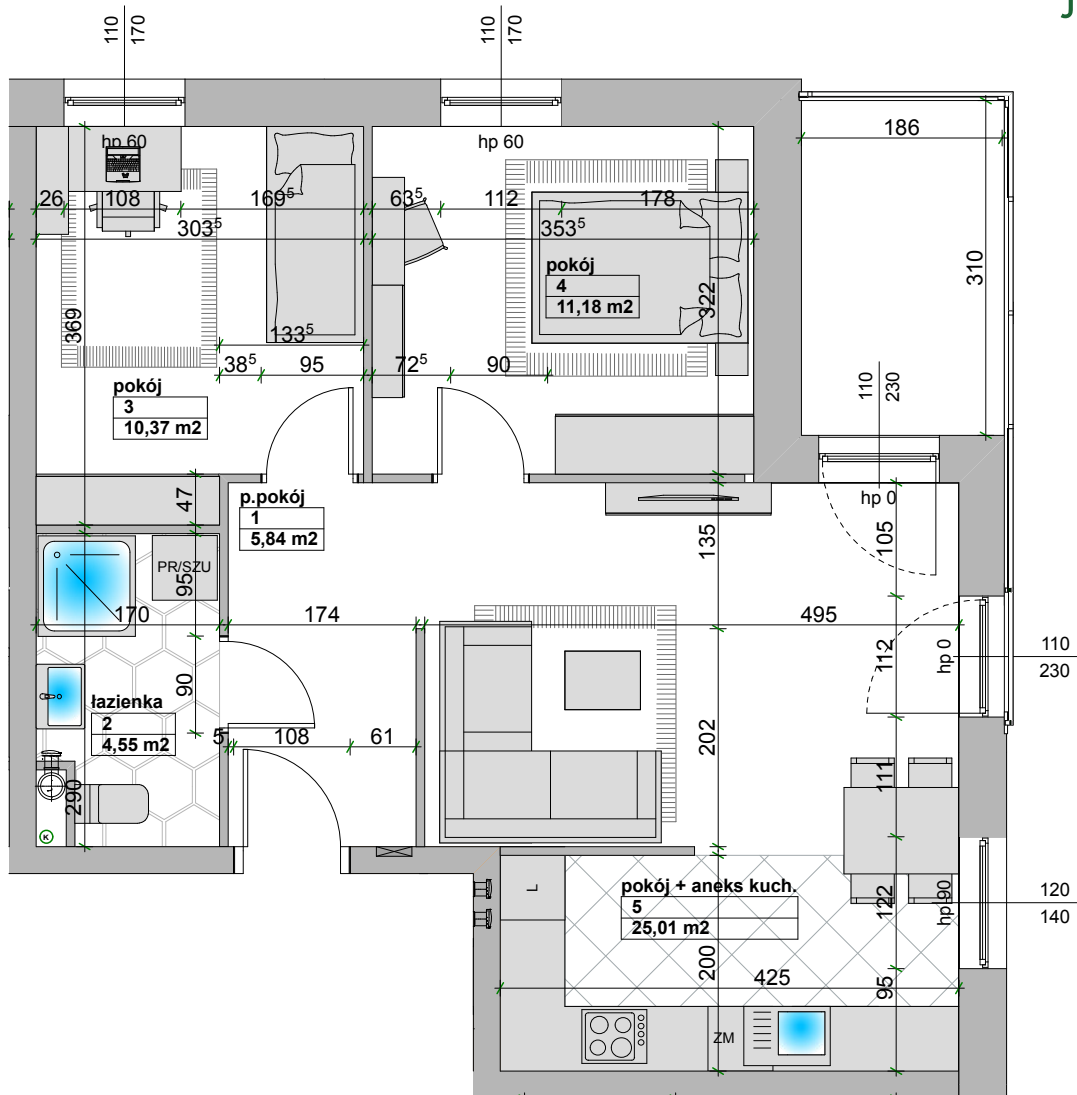 110
170
110
170
hp 60
hp 60
186
26
108
169⁵
63⁵
112
178
303⁵
353⁵
pokój
4
11,18 m2
310
322
369
133⁵
38⁵
95
72⁵
90
110
230
pokój
3
10,37 m2
47
p.pokój
1
5,84 m2
hp 0
135
105
PR/SZU
95
170
174
495
112
hp 0
110
230
90
łazienka
2
4,55 m2
5
108
61
202
111
290
K
L
pokój + aneks kuch.
5
25,01 m2
122
hp 90
120
140
200
425
95
ZM